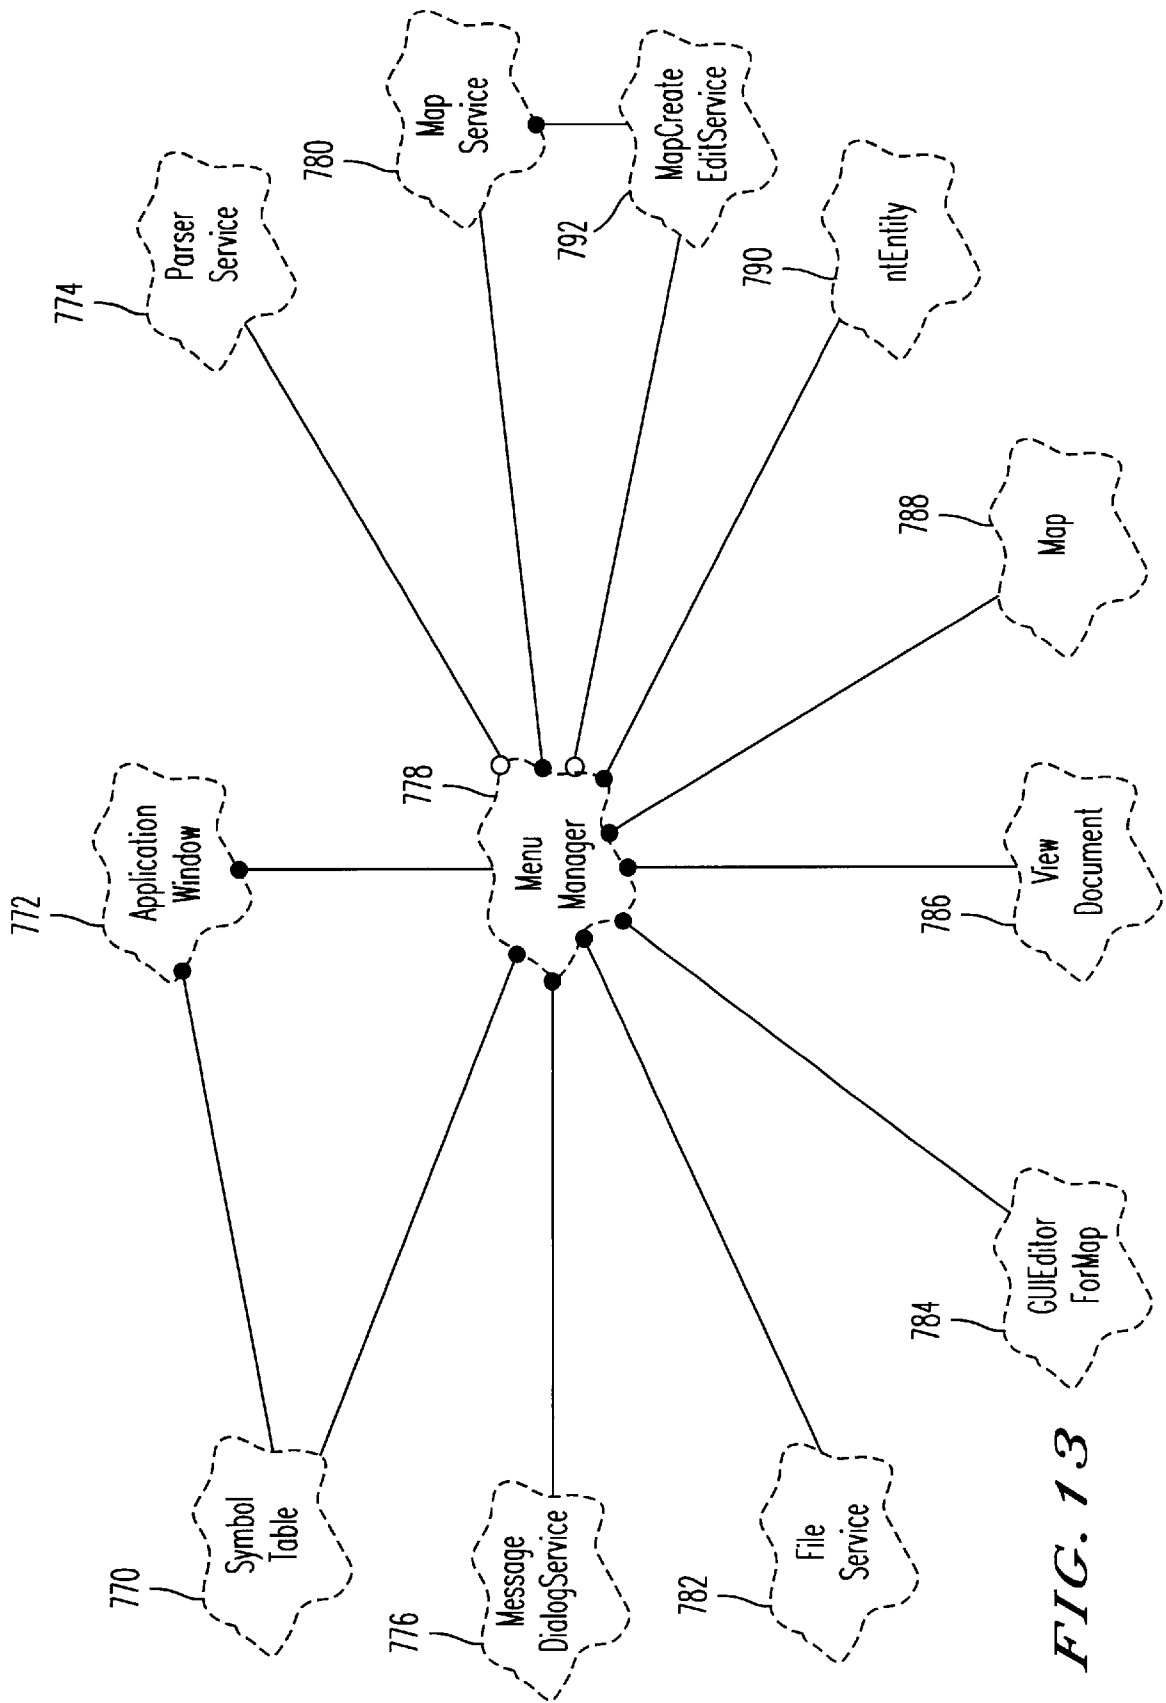 770
Symbol
Table
772
Application
Window
774
Parser
Service
776
Message
DialogService
778
Menu
Manager
780
Map
Service
792
MapCreate
EditService
782
File
Service
784
GUIEditor
ForMap
786
View
Document
788
Map
790
ntEntity
FIG. 13